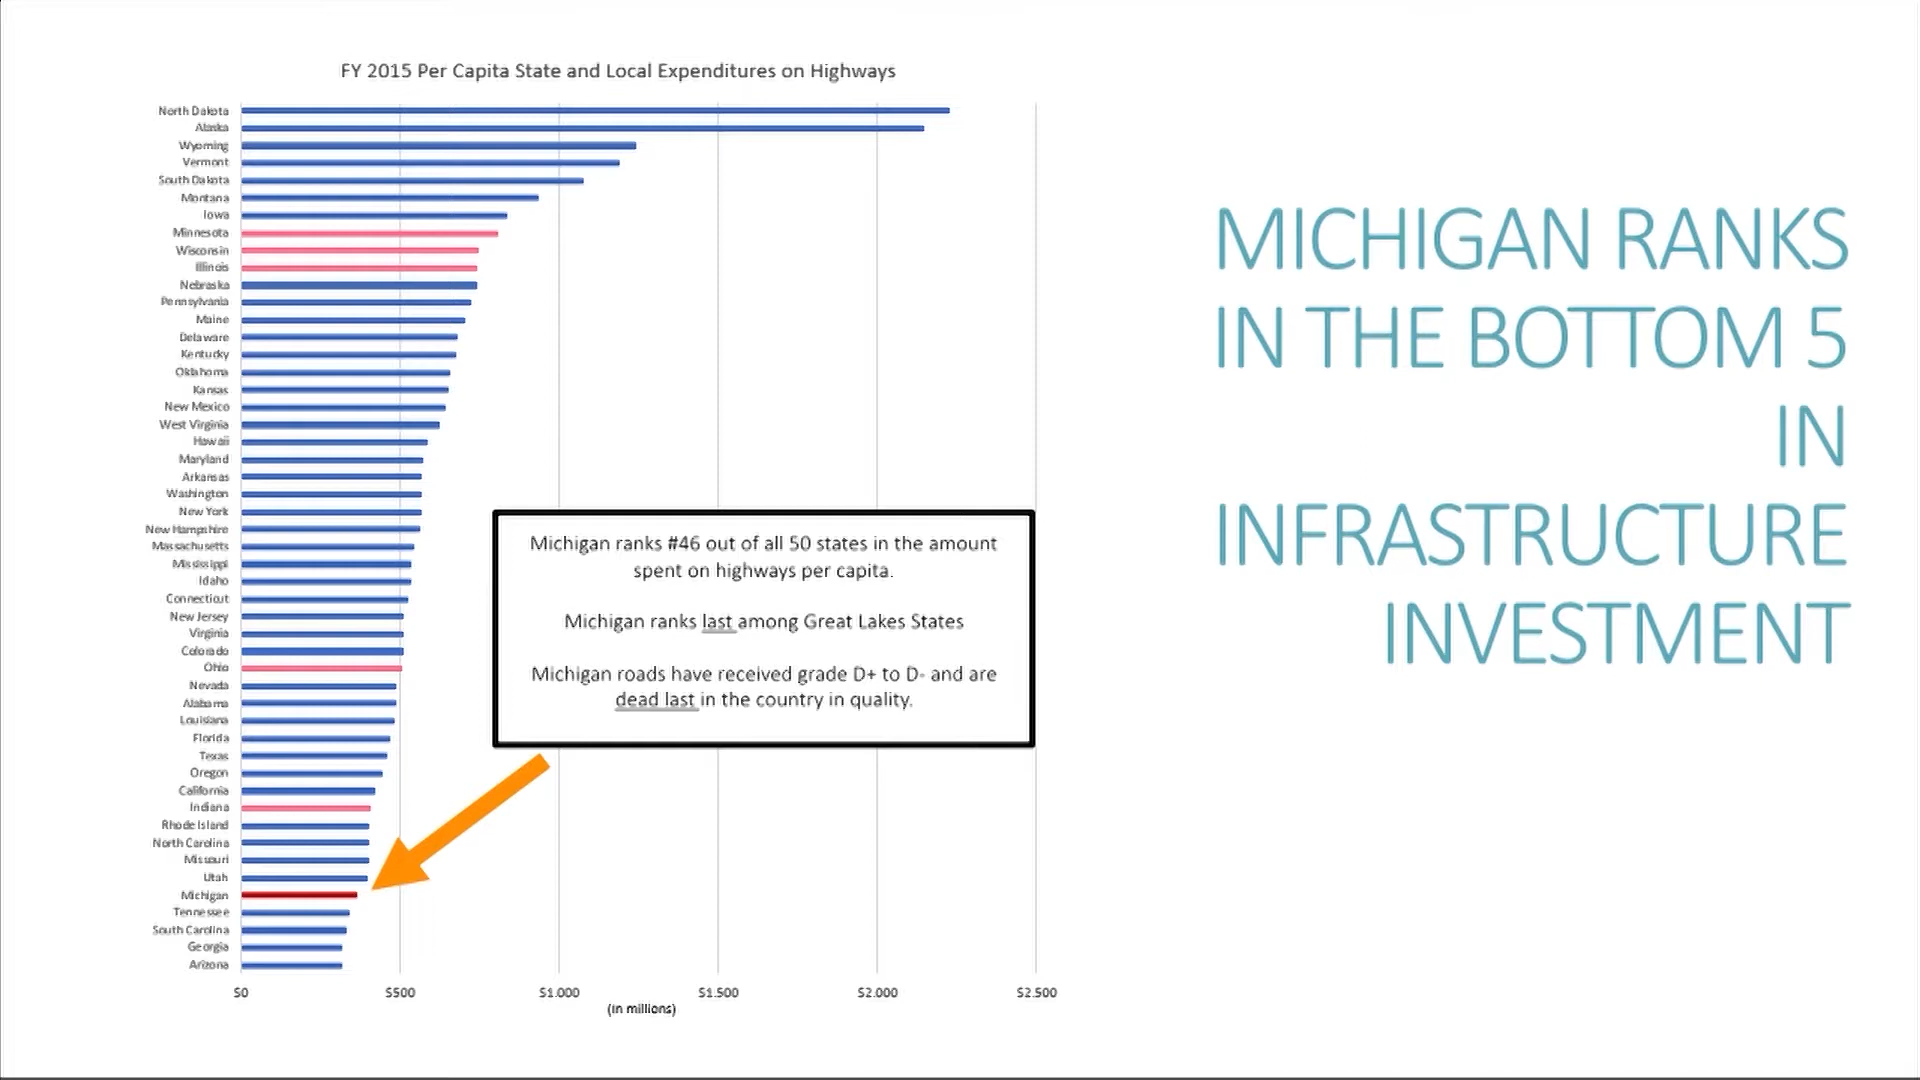 FY 2015 Per Capita State and Local Expenditures on Highways
North Dakota
Alaska
Wyoming
Vermont
South Dakota
Montana
Iowa
Minnesota
Wisconsin
Illinois
Nebraska
Pennsylvania
Maine
Delaware
Kentucky
Oklahoma
Kansas
New Mexico
West Virginia
Hawaii
Maryland
Arkansas
Washington
New York
New Hampshire
Massachusetts
Mississippi
Idaho
Connecticut
New Jersey
Virginia
Colorado
Ohio
Nevada
Alabama
Louisiana
Florida
Texas
Oregon
California
Indiana
Rhode Island
North Carolina
Missouri
Utah
Michigan
Tennessee
South Carolina
Georgia
Arizona
$0 $500 $1.000 $1.500 $2.000 $2.500
(in millions)
Michigan ranks #46 out of all 50 states in the amount
spent on highways per capita.
Michigan ranks last among Great Lakes States
Michigan roads have received grade D+ to D- and are
dead last in the country in quality.
MICHIGAN RANKS
IN THE BOTTOM 5
IN
INFRASTRUCTURE
INVESTMENT